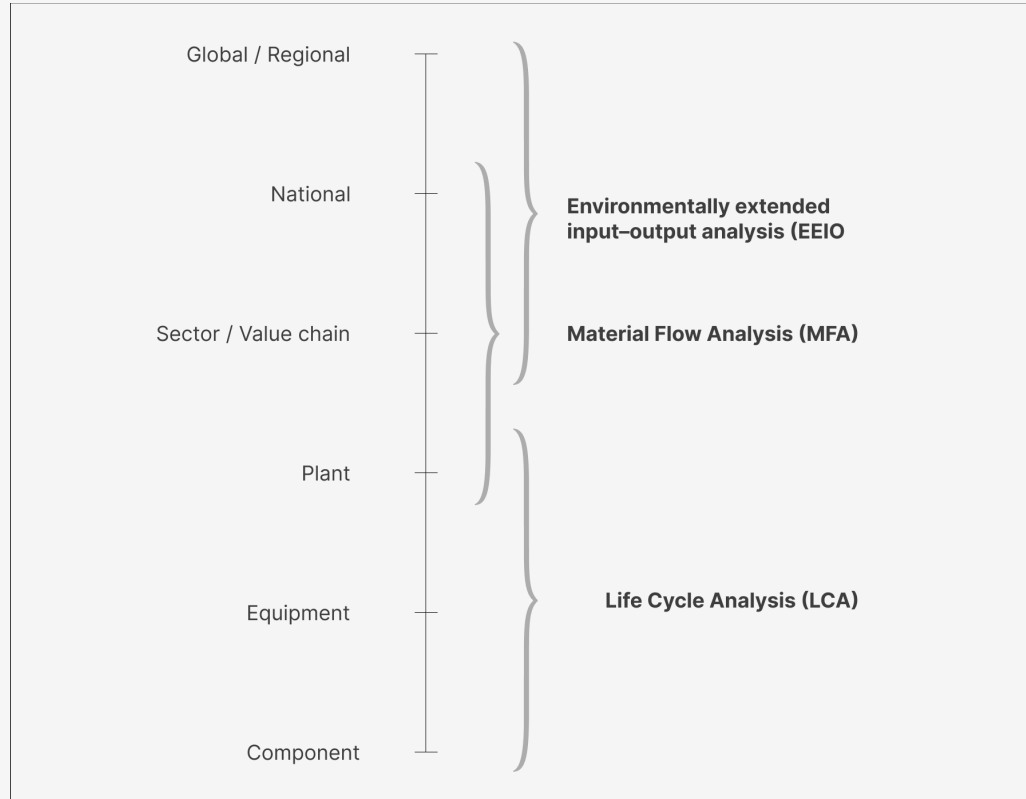 Global / Regional
National
Environmentally extended
input–output analysis (EEIO
Sector / Value chain
Material Flow Analysis (MFA)
Plant
Life Cycle Analysis (LCA)
Equipment
Component